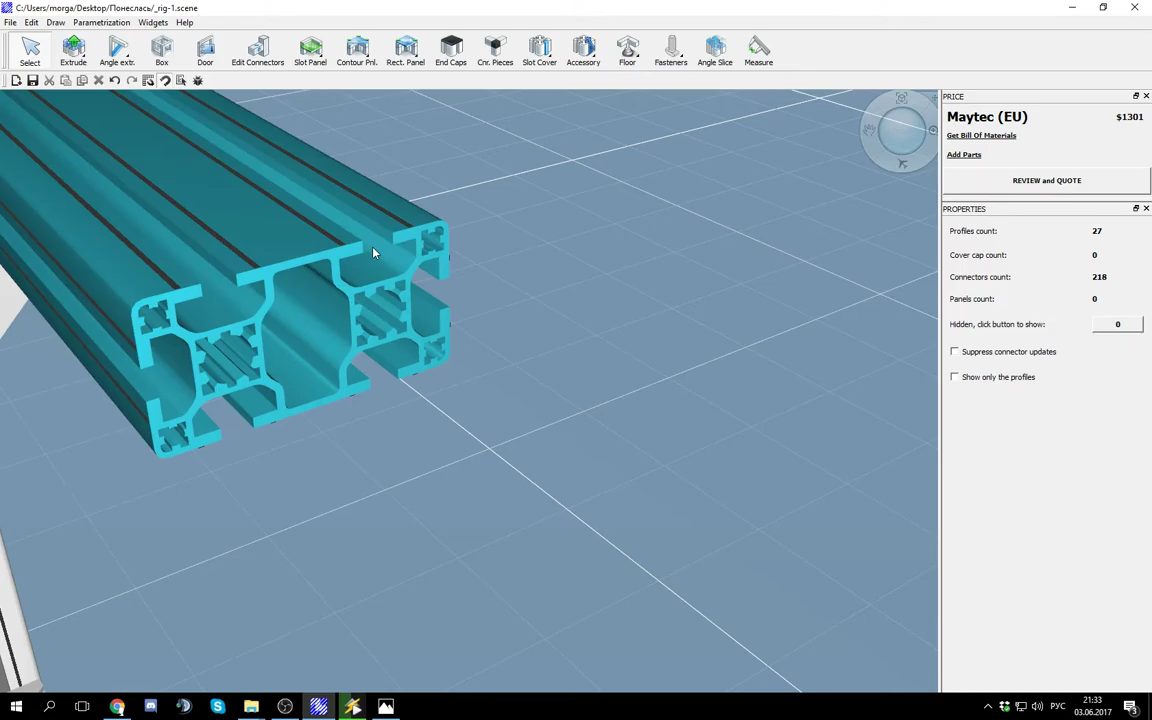 C:/Users/morga/Desktop/Понеслась/_rig-1.scene
File Edit Draw Parametrization Widgets Help
Select Extrude Angle extr. Box Door Edit Connectors Slot Panel Contour Pnl. Rect. Panel End Caps Cnr. Pieces Slot Cover Accessory Floor Fasteners Angle Slice Measure
PRICE
Maytec (EU) $1301
Get Bill Of Materials
Add Parts
REVIEW and QUOTE
PROPERTIES
Profiles count: 27
Cover cap count: 0
Connectors count: 218
Panels count: 0
Hidden, click button to show: 0
Suppress connector updates
Show only the profiles
РУС
21:33
03.06.2017
3